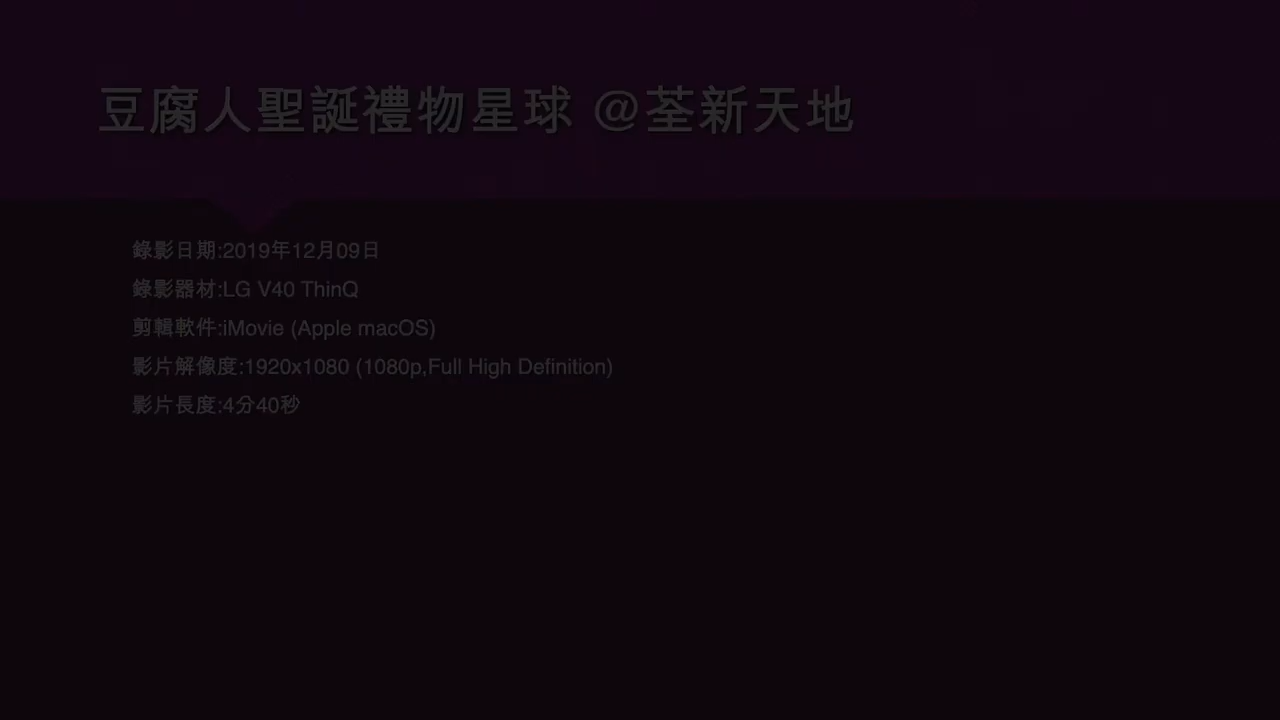 豆腐人聖誕禮物星球 @荃新天地
錄影日期:2019年12月09日
錄影器材:LG V40 ThinQ
剪輯軟件:iMovie (Apple macOS)
影片解像度:1920x1080 (1080p,Full High Definition)
影片長度:4分40秒